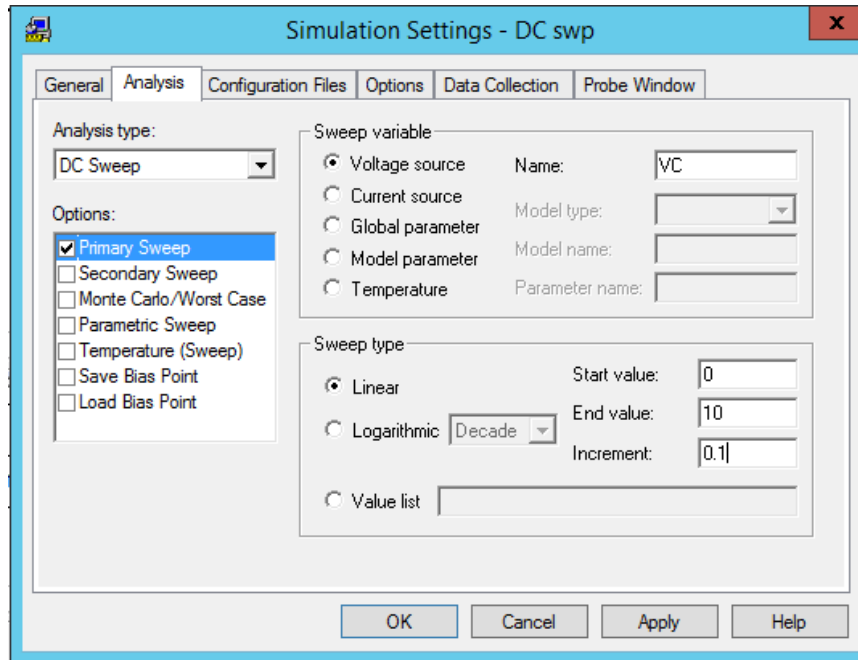 Simulation Settings - DC swp
x
General Analysis Configuration Files Options Data Collection Probe Window
Analysis type:
DC Sweep
Options:
Primary Sweep
Secondary Sweep
Monte Carlo/Worst Case
Parametric Sweep
Temperature (Sweep)
Save Bias Point
Load Bias Point
Sweep variable
Voltage source
Current source
Global parameter
Model parameter
Temperature
Name: VC
Model type:
Model name:
Parameter name:
Sweep type
Linear
Logarithmic Decade
Value list
Start value: 0
End value: 10
Increment: 0.1
OK Cancel Apply Help